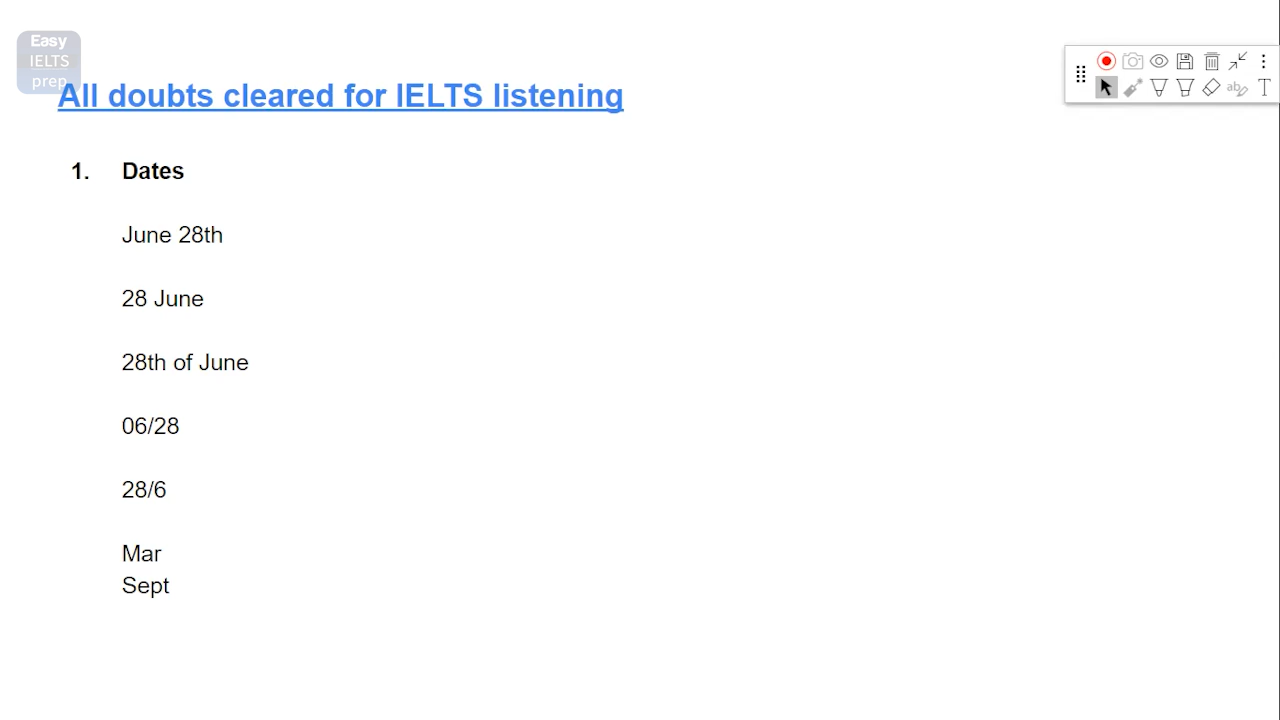 Easy
IELTS
prep
All doubts cleared for IELTS listening
1. Dates
June 28th
28 June
28th of June
06/28
28/6
Mar
Sept
ab
T